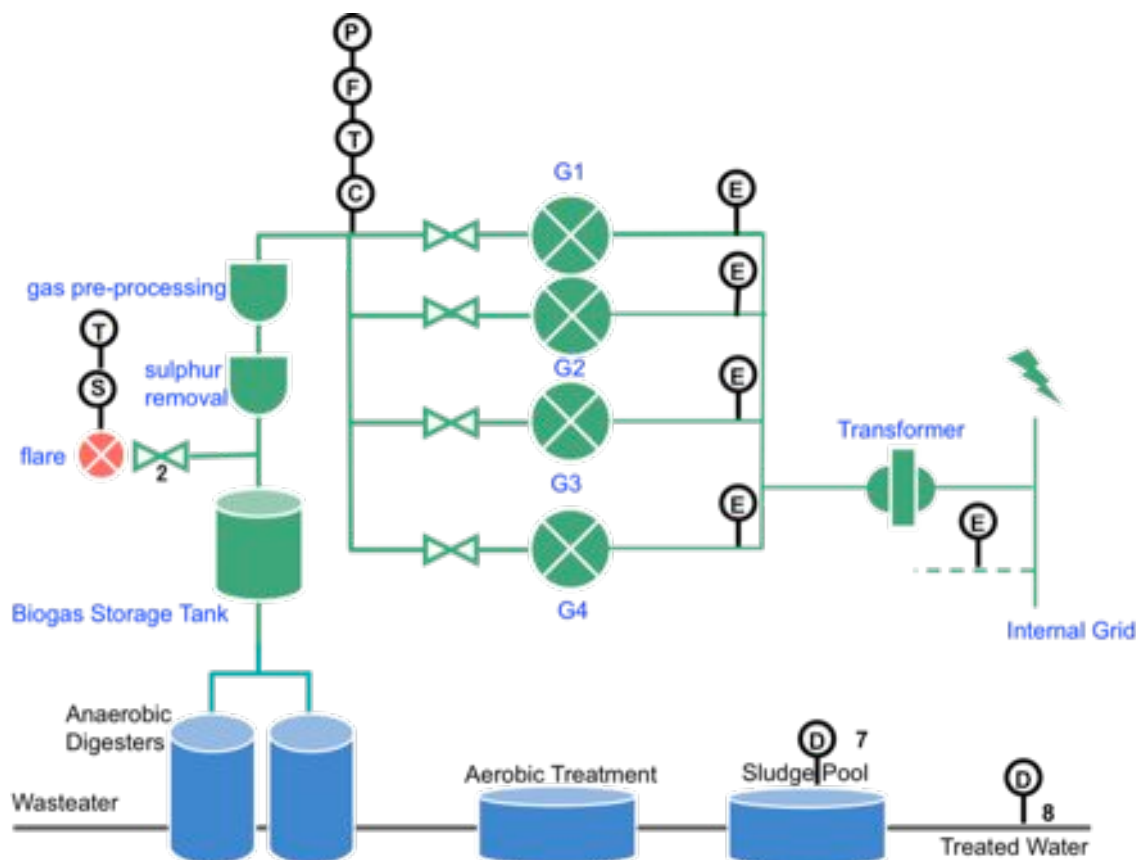 P
F
T
C
G1
E
gas pre-processing
E
T
G2
sulphur
removal
S
E
Transformer
flare
2
G3
E
E
Biogas Storage Tank
G4
Internal Grid
Anaerobic
Digesters
D 7
Aerobic Treatment
Sludge Pool
D
Wasteater
8
Treated Water